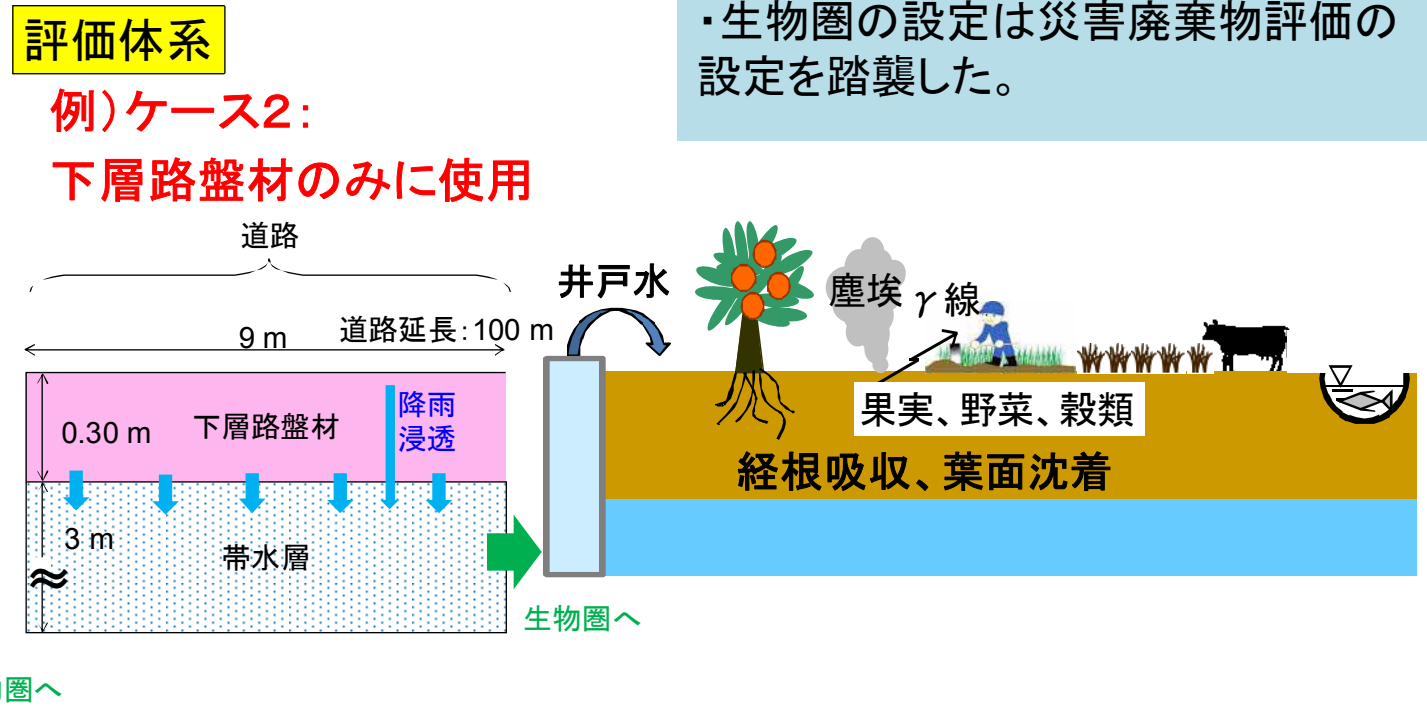 評価体系
・生物圏の設定は災害廃棄物評価の
設定を踏襲した。
例）ケース２：
下層路盤材のみに使用
道路
9 m
道路延長：100 m
井戸水
塵埃
γ線
0.30 m
下層路盤材
降雨
浸透
果実、野菜、穀類
経根吸収、葉面沈着
3 m
帯水層
生物圏へ
圏へ